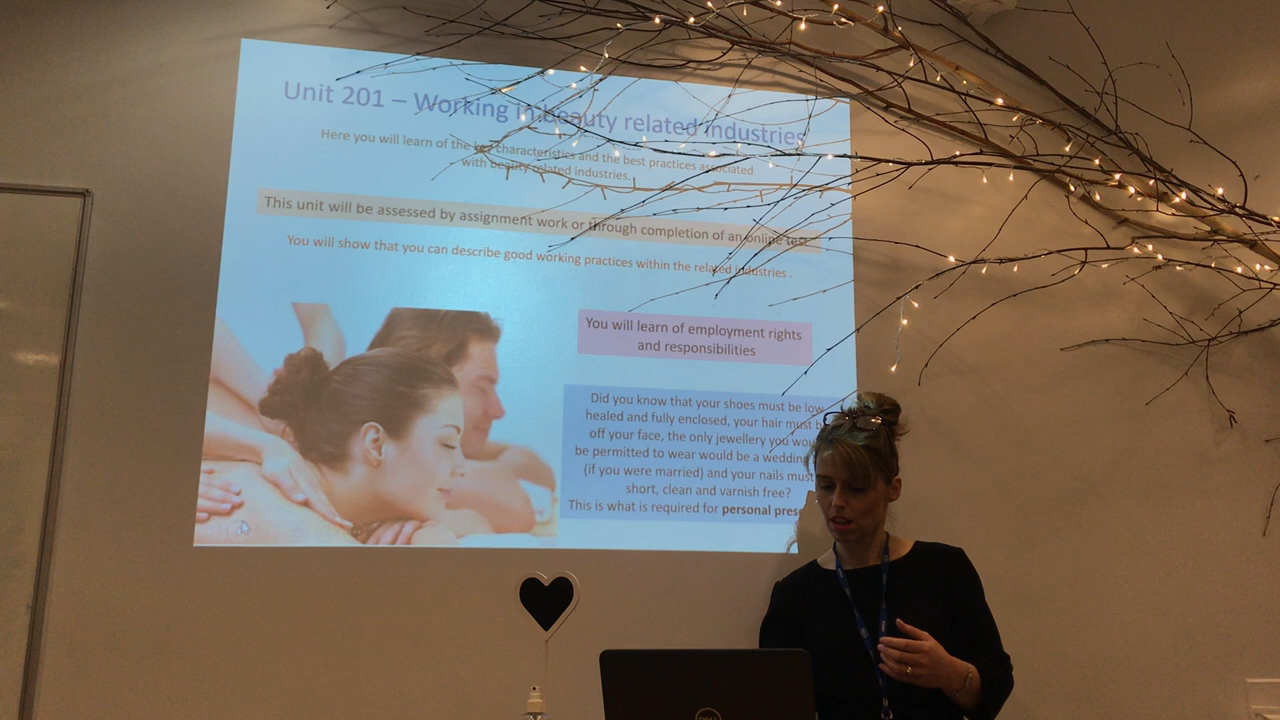 Unit 201 – Working in beauty related industries
Here you will learn of the key characteristics and the best practices associated
with beauty related industries.
This unit will be assessed by assignment work or through completion of an online test.
You will show that you can describe good working practices within the related industries .
You will learn of employment rights
and responsibilities
Did you know that your shoes must be low
healed and fully enclosed, your hair must b
off your face, the only jewellery you wou
be permitted to wear would be a wedding
(if you were married) and your nails must
short, clean and varnish free?
This is what is required for personal pres
DELL